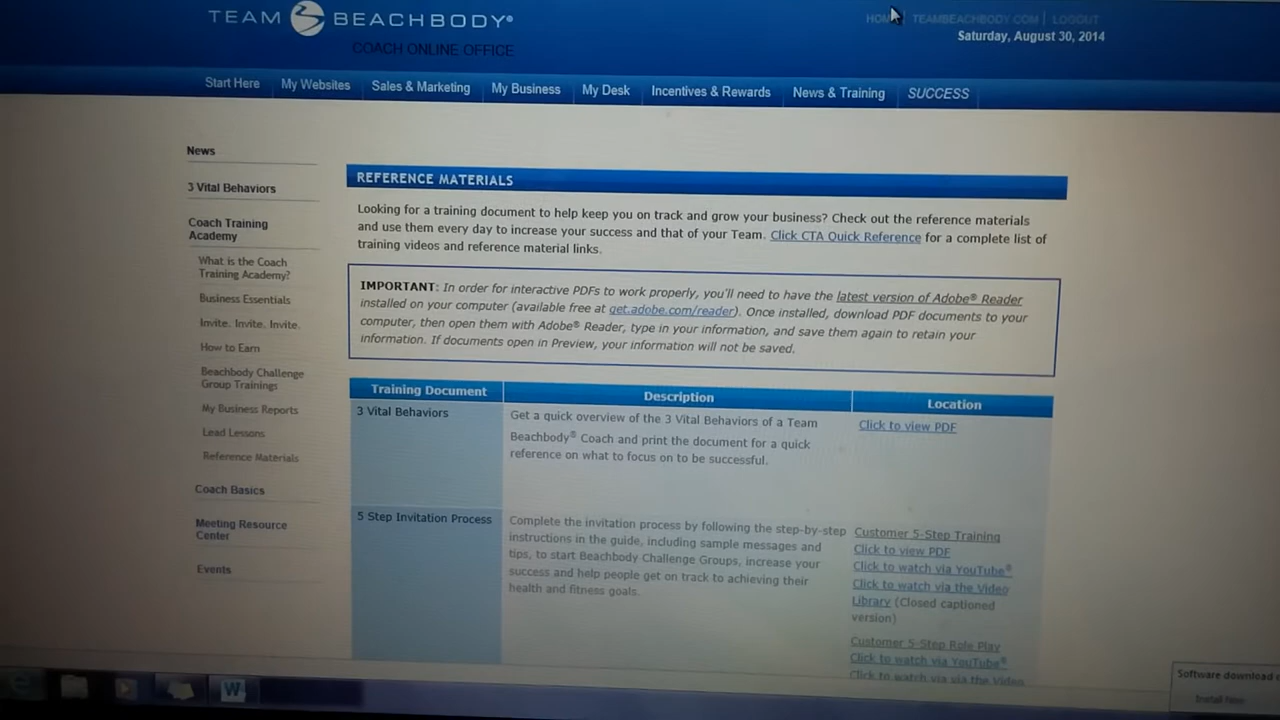 TEAM BEACHBODY®
COACH ONLINE OFFICE
HOME TEAMBEACHBODY.COM | LOGOUT
Saturday, August 30, 2014
Start Here My Websites Sales & Marketing My Business My Desk Incentives & Rewards News & Training SUCCESS
News
3 Vital Behaviors
Coach Training
Academy
What is the Coach
Training Academy?
Business Essentials
Invite. Invite. Invite.
How to Earn
Beachbody Challenge
Group Trainings
My Business Reports
Lead Lessons
Reference Materials
Coach Basics
Meeting Resource
Center
Events
REFERENCE MATERIALS
Looking for a training document to help keep you on track and grow your business? Check out the reference materials
and use them every day to increase your success and that of your Team. Click CTA Quick Reference for a complete list of
training videos and reference material links.
IMPORTANT: In order for interactive PDFs to work properly, you'll need to have the latest version of Adobe® Reader
installed on your computer (available free at get.adobe.com/reader). Once installed, download PDF documents to your
computer, then open them with Adobe® Reader, type in your information, and save them again to retain your
information. If documents open in Preview, your information will not be saved.
Training Document Description Location
3 Vital Behaviors
Get a quick overview of the 3 Vital Behaviors of a Team
Beachbody® Coach and print the document for a quick
reference on what to focus on to be successful.
Click to view PDF
5 Step Invitation Process
Complete the invitation process by following the step-by-step
instructions in the guide, including sample messages and
tips, to start Beachbody Challenge Groups, increase your
success and help people get on track to achieving their
health and fitness goals.
Customer 5-Step Training
Click to view PDF
Click to watch via YouTube®
Click to watch via the Video
Library (Closed captioned
version)
Customer 5-Step Role Play
Click to watch via YouTube®
Click to watch via via the Video
Software download
Install Now
W